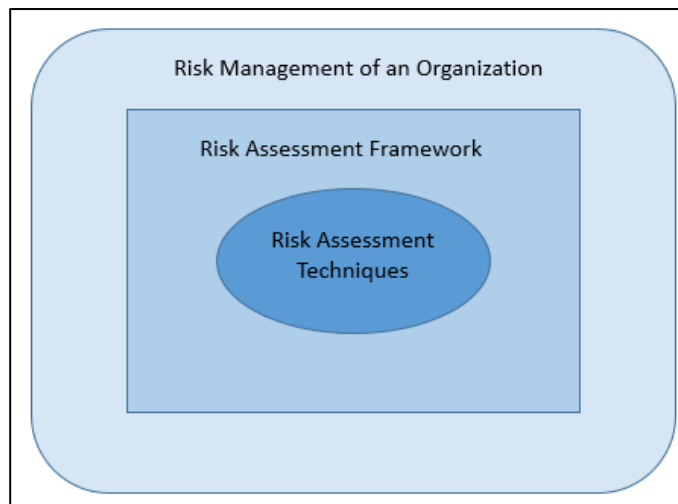 Risk Management of an Organization
Risk Assessment Framework
Risk Assessment
Techniques